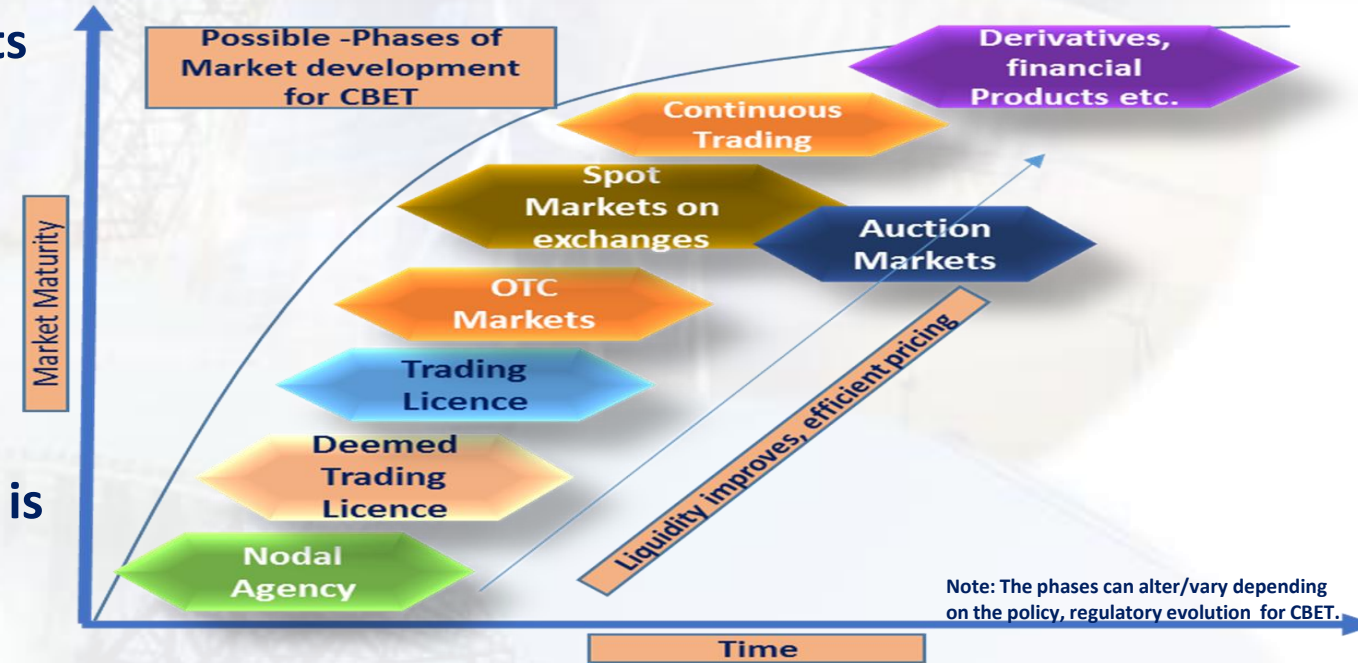 ts
is
Possible -Phases of
Market development
for CBET
Derivatives,
financial
Products etc.
Continuous
Trading
Spot
Markets on
exchanges
Auction
Markets
OTC
Markets
Trading
Licence
Deemed
Trading
Licence
Nodal
Agency
Market Maturity
Liquidity improves, efficient pricing
Note: The phases can alter/vary depending
on the policy, regulatory evolution for CBET.
Time